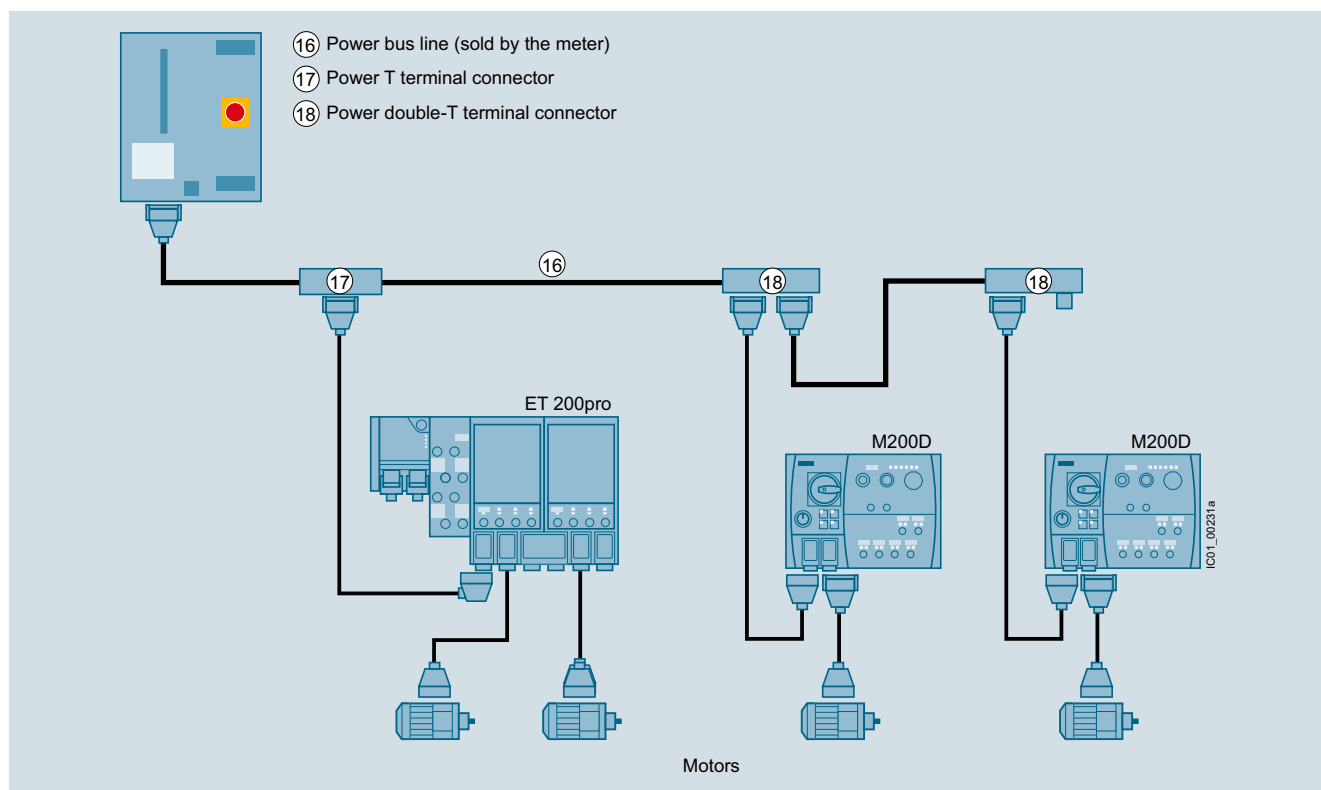 16 Power bus line (sold by the meter)
17 Power T terminal connector
18 Power double-T terminal connector
16
17
18
18
ET 200pro
M200D
M200D
IC01_00231a
Motors